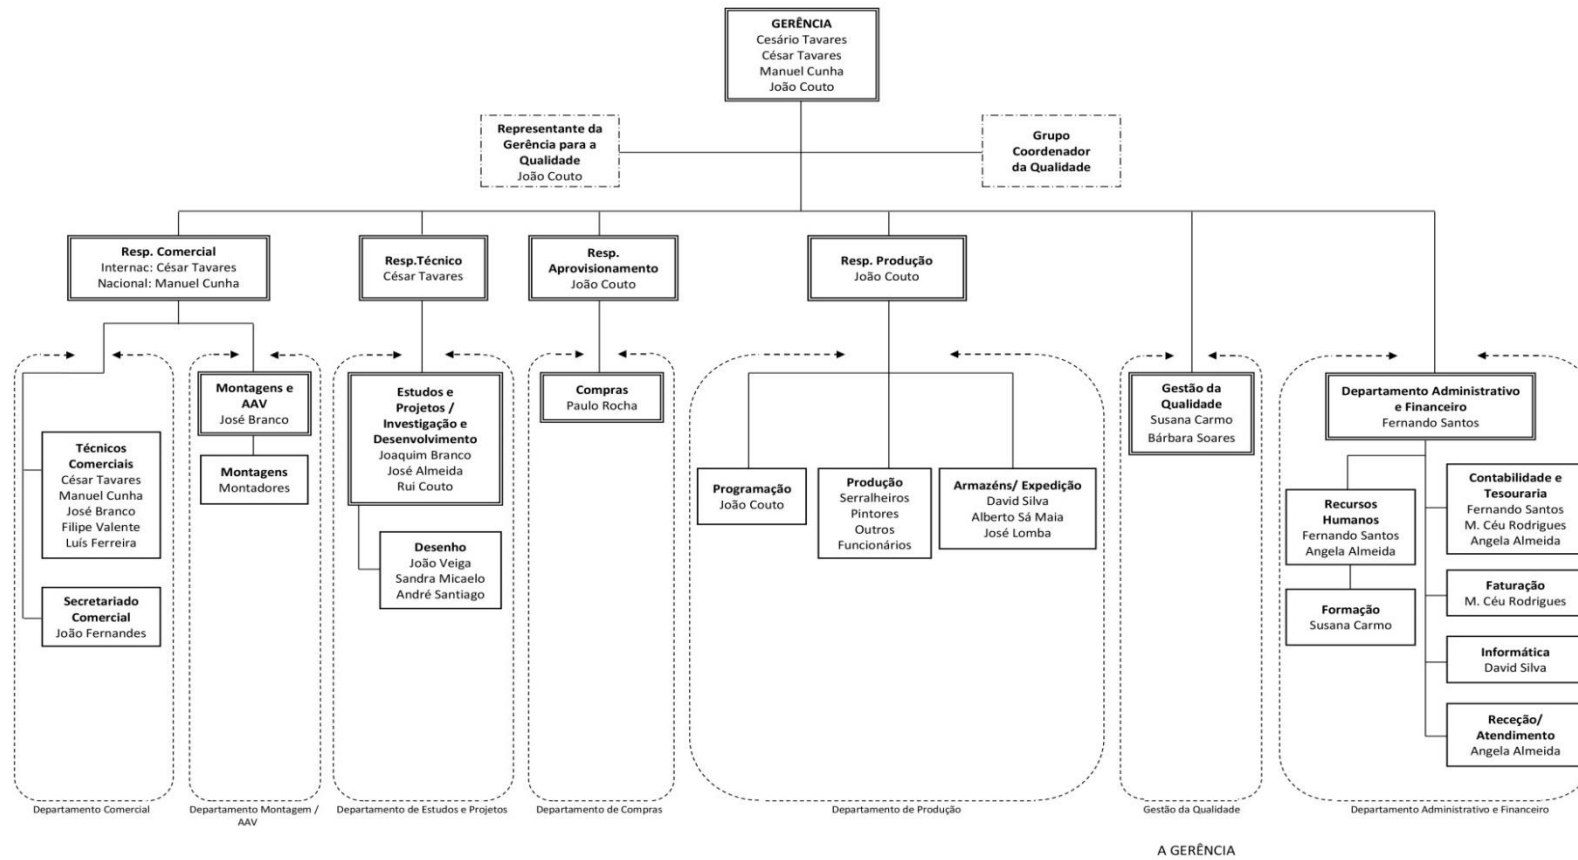 GERÊNCIA
Cesário Tavares
César Tavares
Manuel Cunha
João Couto
Representante da
Gerência para a
Qualidade
João Couto
Grupo
Coordenador
da Qualidade
Resp. Comercial
Internac: César Tavares
Nacional: Manuel Cunha
Resp.Técnico
César Tavares
Resp.
Aprovisionamento
João Couto
Resp. Produção
João Couto
Técnicos
Comerciais
César Tavares
Manuel Cunha
José Branco
Filipe Valente
Luís Ferreira
Secretariado
Comercial
João Fernandes
Montagens e
AAV
José Branco
Montagens
Montadores
Estudos e
Projetos /
Investigação e
Desenvolvimento
Joaquim Branco
José Almeida
Rui Couto
Desenho
João Veiga
Sandra Micaelo
André Santiago
Compras
Paulo Rocha
Programação
João Couto
Produção
Serralheiros
Pintores
Outros
Funcionários
Armazéns/ Expedição
David Silva
Alberto Sá Maia
José Lomba
Gestão da
Qualidade
Susana Carmo
Bárbara Soares
Departamento Administrativo
e Financeiro
Fernando Santos
Recursos
Humanos
Fernando Santos
Angela Almeida
Formação
Susana Carmo
Contabilidade e
Tesouraria
Fernando Santos
M. Céu Rodrigues
Angela Almeida
Faturação
M. Céu Rodrigues
Informática
David Silva
Receção/
Atendimento
Angela Almeida
Departamento Comercial
Departamento Montagem /
AAV
Departamento de Estudos e Projetos
Departamento de Compras
Departamento de Produção
Gestão da Qualidade
Departamento Administrativo e Financeiro
A GERÊNCIA